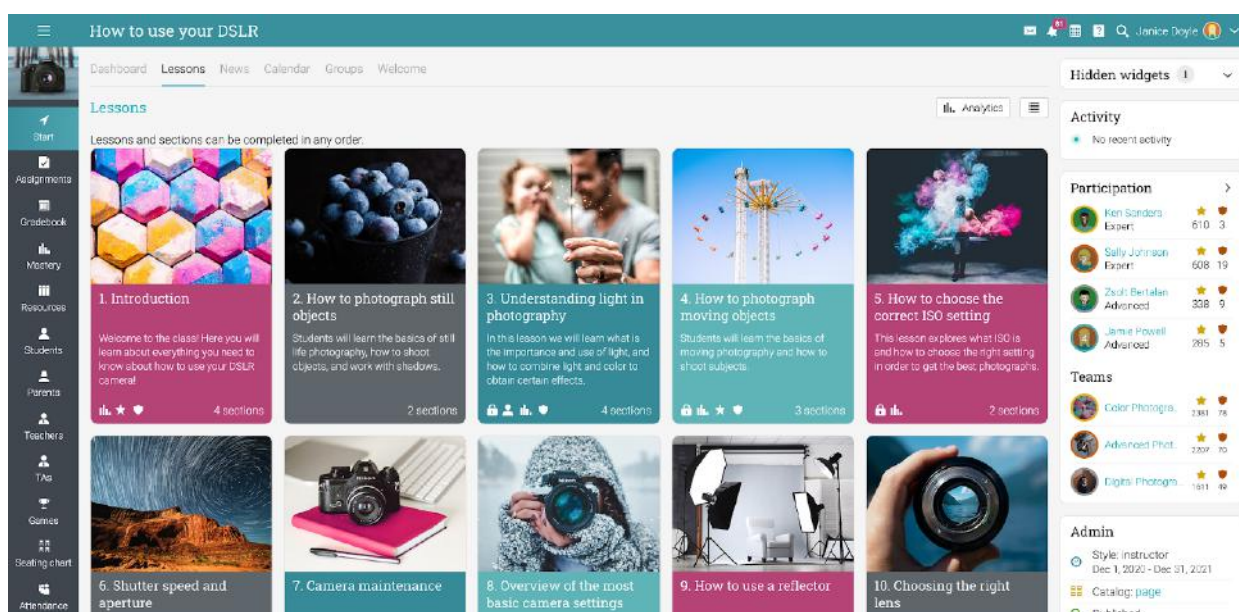 How to use your DSLR
81
Janice Doyle
Start
Assignments
Gradebook
Mastery
Resources
Students
Parents
Teachers
TAs
Games
Seating chart
Attendance
Dashboard Lessons News Calendar Groups Welcome
Lessons
Analytics
Lessons and sections can be completed in any order.
1. Introduction
Welcome to the class! Here you will
learn about everything you need to
know about how to use your DSLR
camera!
4 sections
2. How to photograph still
objects
Students will learn the basics of still
life photography, how to shoot
objects, and work with shadows.
2 sections
3. Understanding light in
photography
In this lesson we will learn what is
the importance and use of light, and
how to combine light and color to
obtain certain effects.
4 sections
4. How to photograph
moving objects
Students will learn the basics of
moving photography and how to
shoot subjects.
3 sections
5. How to choose the
correct ISO setting
This lesson explores what ISO is
and how to choose the right setting
in order to get the best photographs.
2 sections
6. Shutter speed and
aperture
7. Camera maintenance
8. Overview of the most
basic camera settings
9. How to use a reflector
10. Choosing the right
lens
Hidden widgets 1
Activity
No recent activity
Participation
Ken Sanders
Expert 610 3
Sally Johnson
Expert 608 19
Zsolt Bertalan
Advanced 338 9
Jamie Powell
Advanced 285 5
Teams
Color Photogra.. 2381 78
Advanced Phot.. 2207 70
Digital Photogra.. 1611 49
Admin
Style: Instructor
Dec 1, 2020 - Dec 31, 2021
Catalog: page